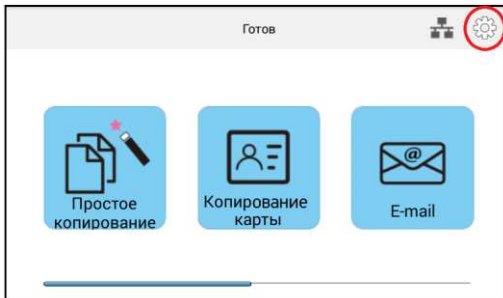 Готов
Простое
копирование
Копирование
карты
@
E-mail